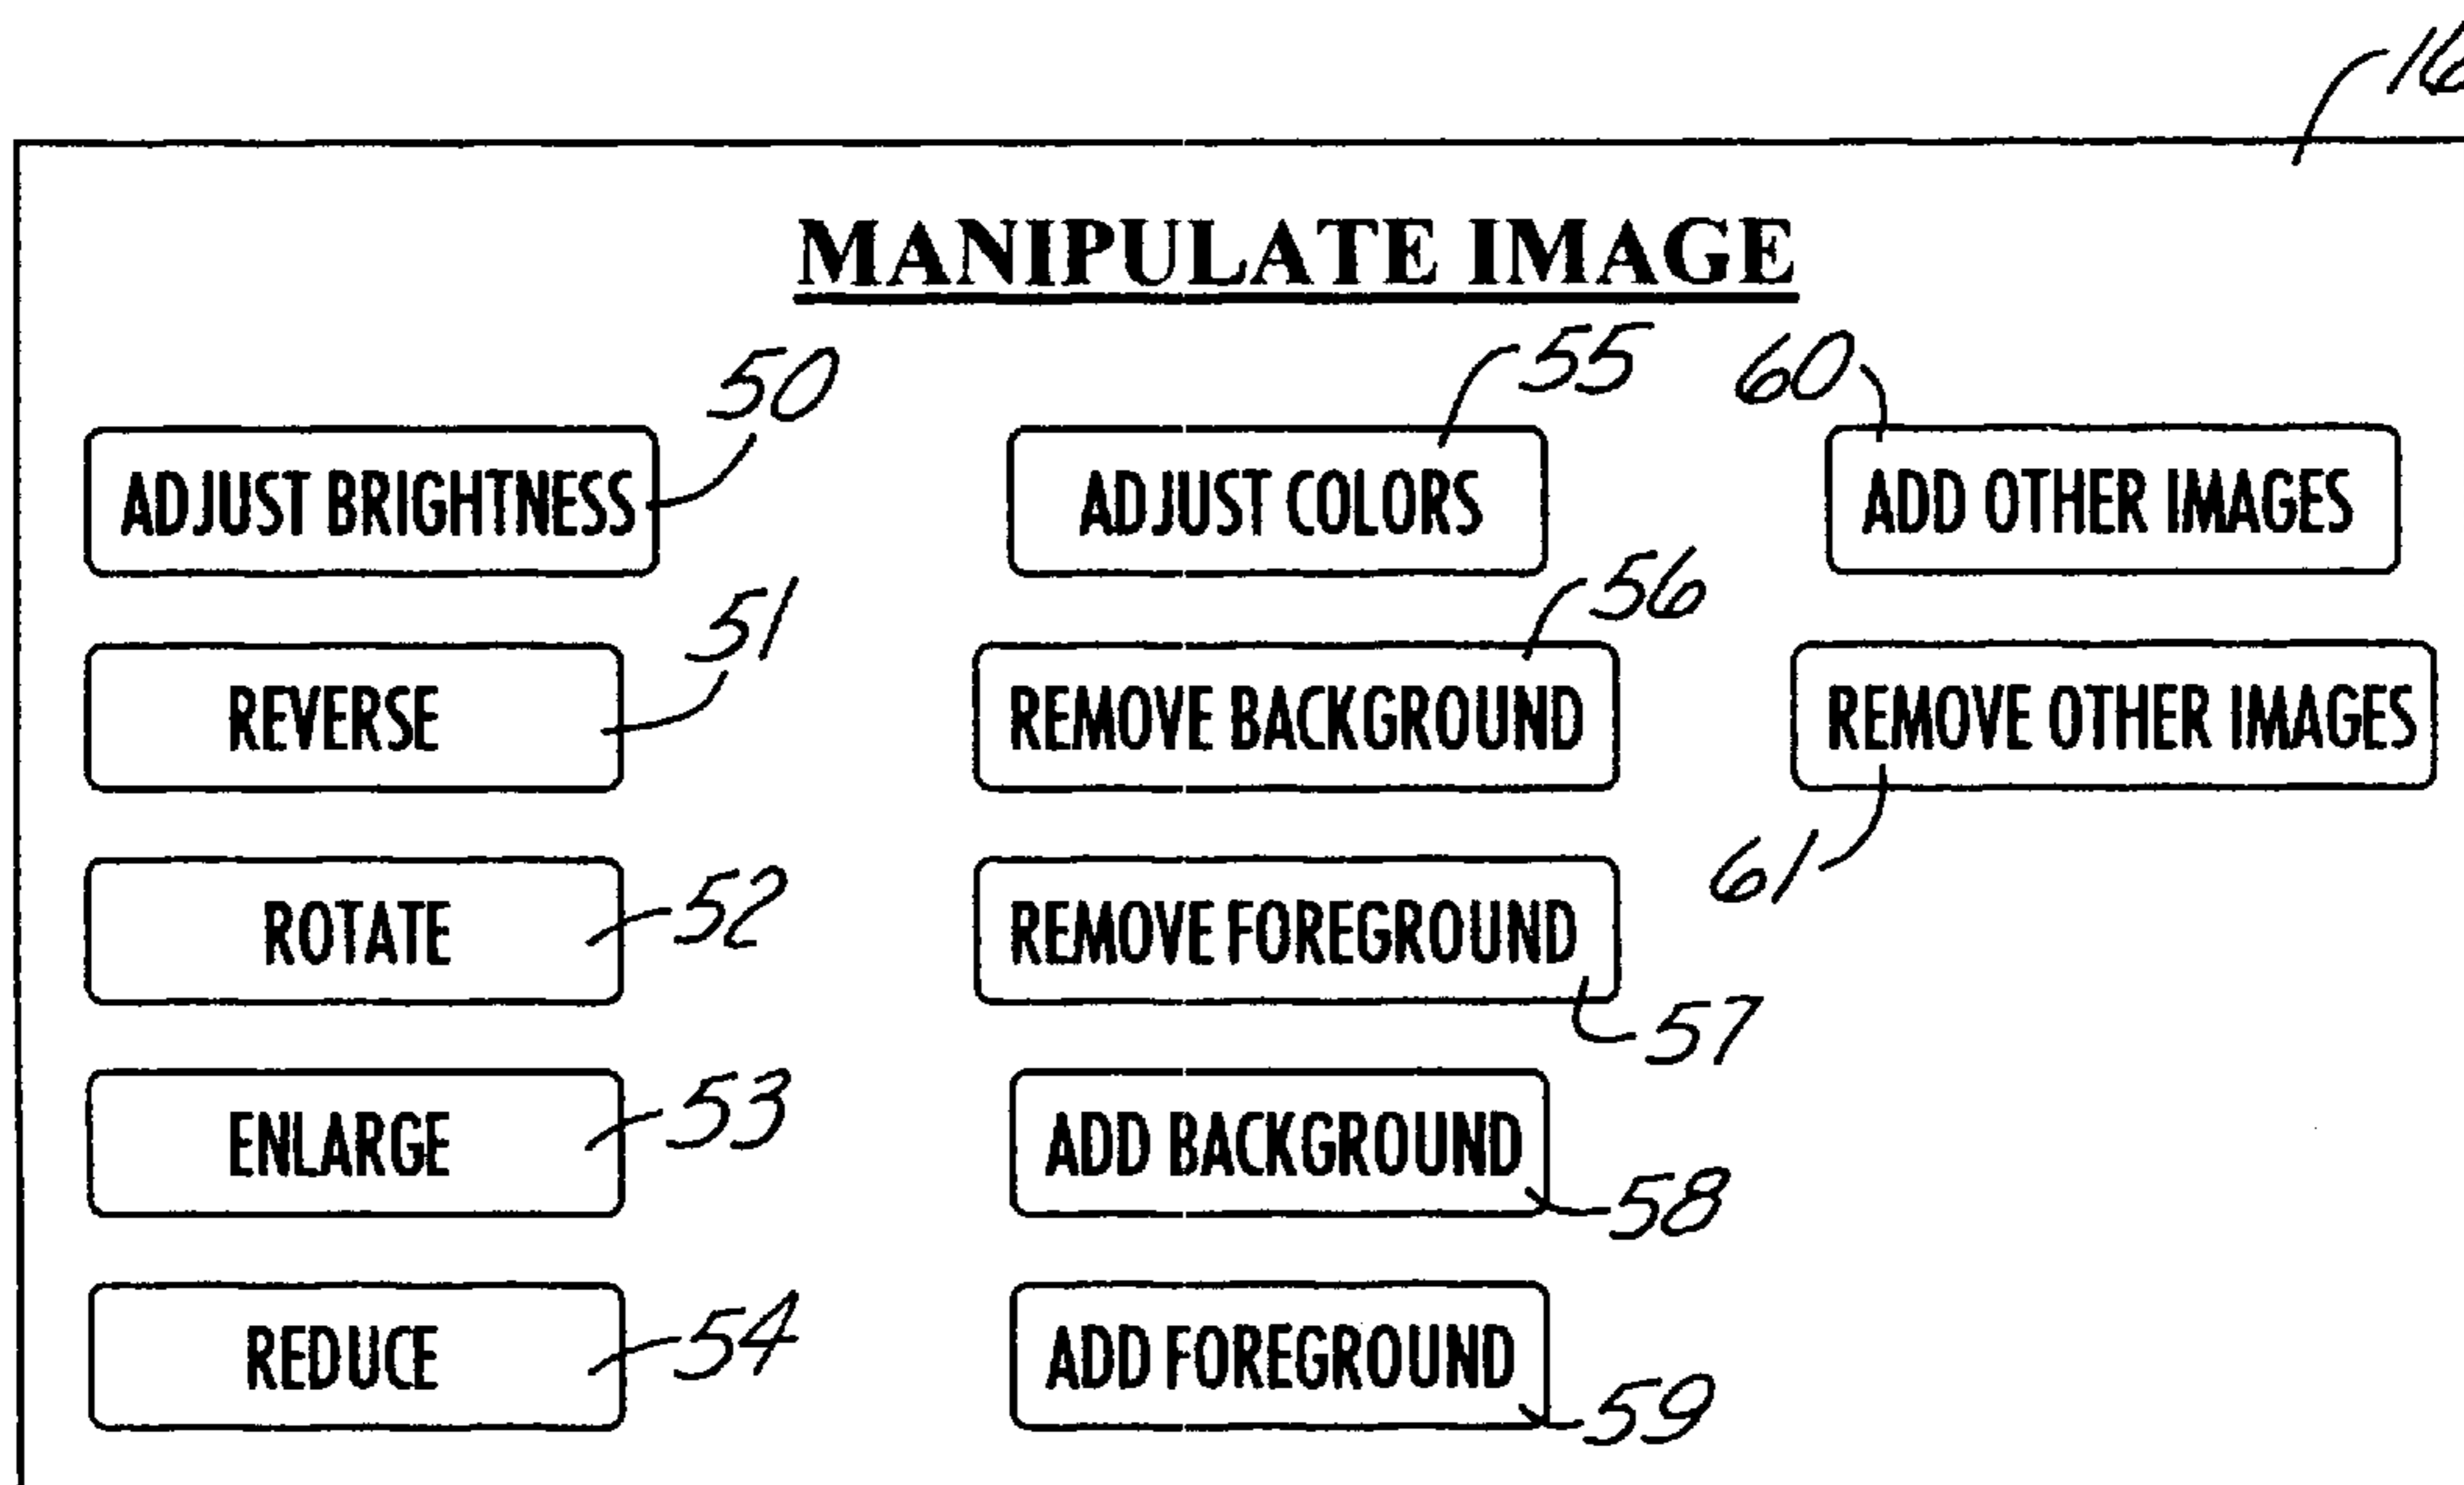 MANIPULATE IMAGE
50
55
60
ADJUST BRIGHTNESS
ADJUST COLORS
ADD OTHER IMAGES
51
56
REVERSE
REMOVE BACKGROUND
REMOVE OTHER IMAGES
61
ROTATE
52
REMOVE FOREGROUND
57
ENLARGE
53
ADD BACKGROUND
58
REDUCE
54
ADD FOREGROUND
59